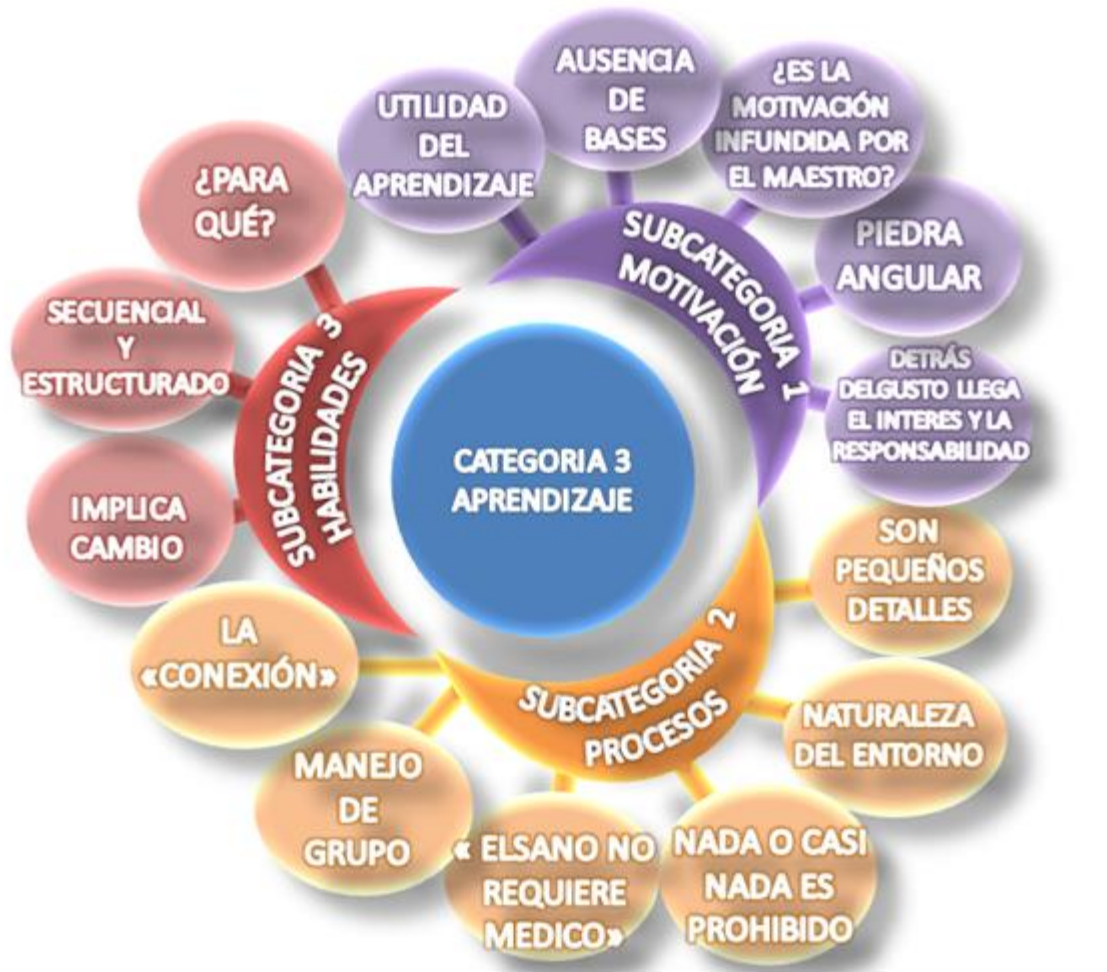 CATEGORIA 3
APRENDIZAJE
SUBCATEGORIA 1
MOTIVACIÓN
UTILIDAD
DEL
APRENDIZAJE
AUSENCIA
DE
BASES
¿ES LA
MOTIVACIÓN
INFUNDIDA POR
EL MAESTRO?
PIEDRA
ANGULAR
DETRÁS
DELGUSTO LLEGA
EL INTERES Y LA
RESPONSABILIDAD
SUBCATEGORIA 2
PROCESOS
SON
PEQUEÑOS
DETALLES
NATURALEZA
DEL ENTORNO
NADA O CASI
NADA ES
PROHIBIDO
« ELSANO NO
REQUIERE
MEDICO»
MANEJO
DE
GRUPO
LA
«CONEXIÓN»
SUBCATEGORIA 3
HABILIDADES
IMPLICA
CAMBIO
SECUENCIAL
Y
ESTRUCTURADO
¿PARA
QUÉ?